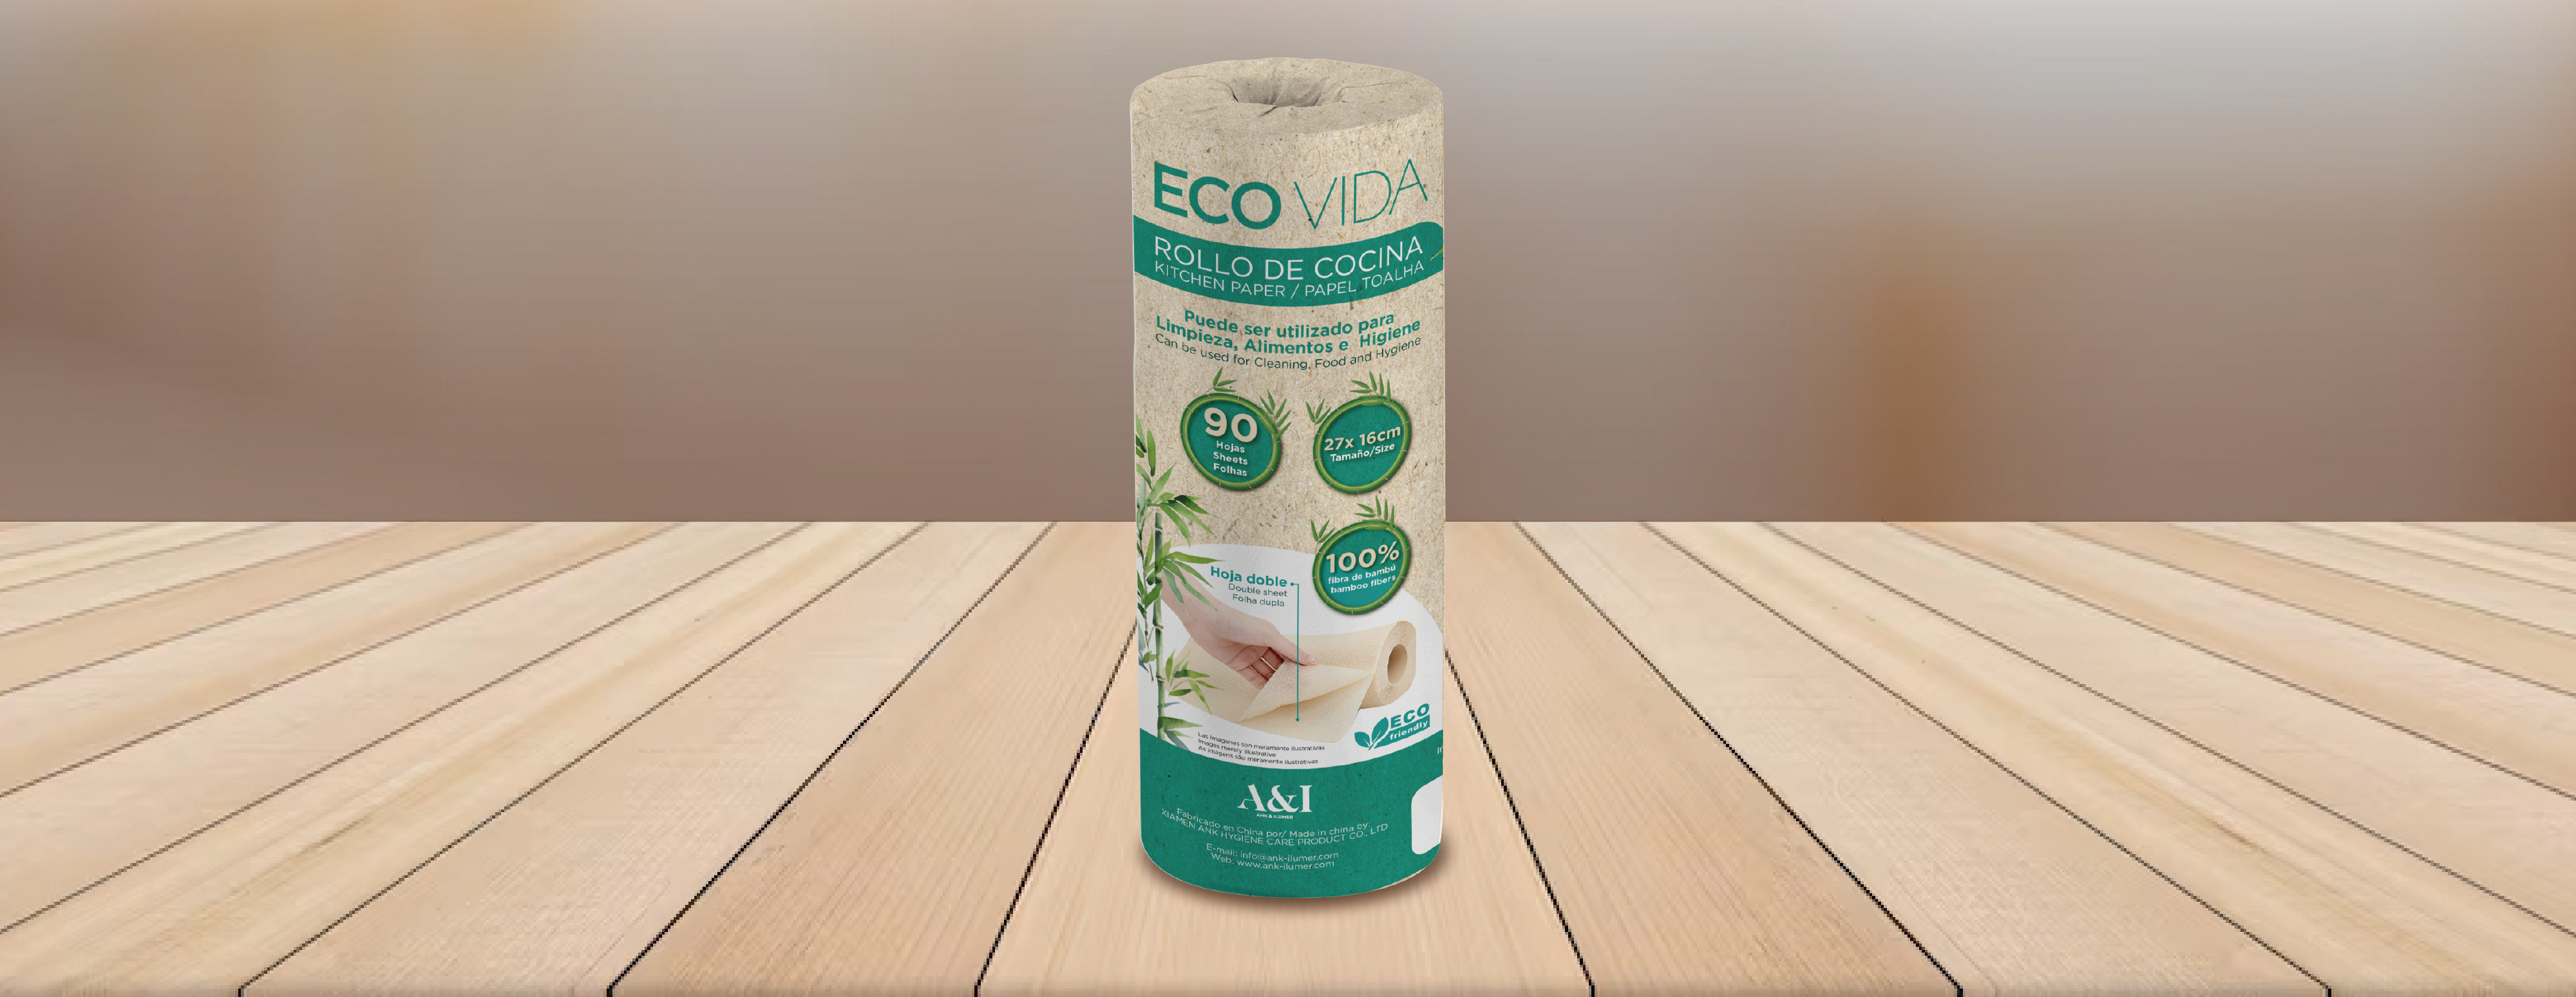 ECO VIDA
ROLLO DE COCINA
KITCHEN PAPER / PAPEL TOALHA
Puede ser utilizado para
Limpieza, Alimentos e Higiene
Can be used for Cleaning, Food and Hygiene
90
Hojas
Sheets
Folhas
27x 16cm
Tamaño/Size
100%
fibra de bambú
bamboo fibers
Hoja doble
Double sheet
Folha dupla
ECO
friendly
Las imagenes son meramente ilustrativas
Images merely illustrative
As imagens são meramente ilustrativas
A&I
ANK & ILUMER
Fabricado en China por/ Made in china by
XIAMEN ANK HYGIENE CARE PRODUCT CO., LTD
E-mail: info@ank-ilumer.com
Web: www.ank-ilumer.com